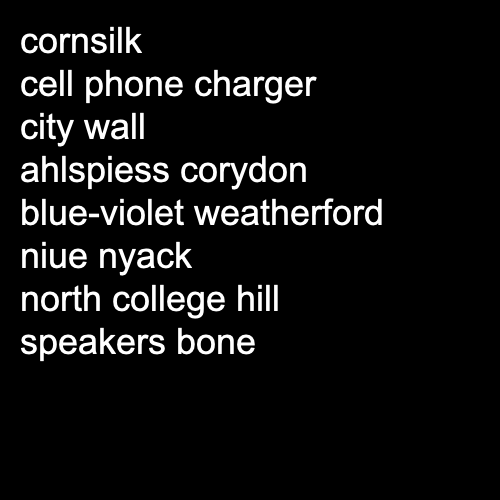 cornsilk
cell phone charger
city wall
ahlspiess corydon
blue-violet weatherford
niue nyack
north college hill
speakers bone